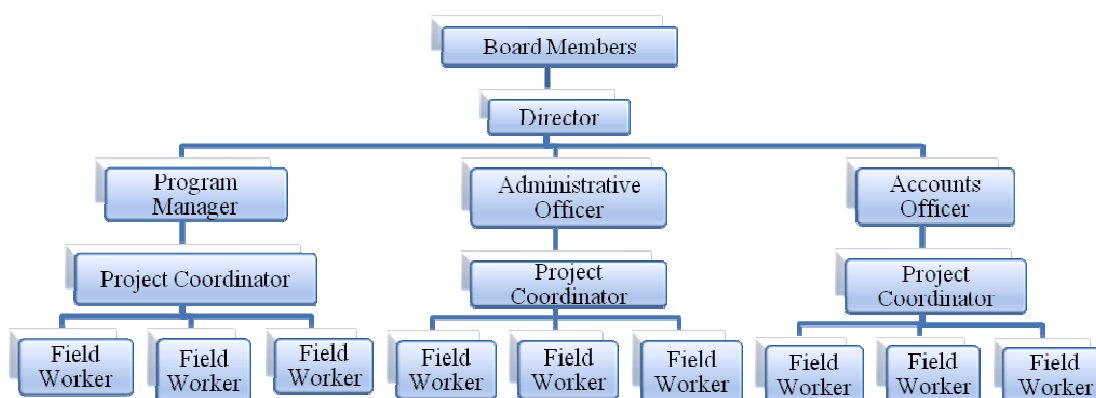 Board Members
Director
Program
Manager
Administrative
Officer
Accounts
Officer
Project Coordinator
Project
Coordinator
Project
Coordinator
Field
Worker
Field
Worker
Field
Worker
Field
Worker
Field
Worker
Field
Worker
Field
Worker
Field
Worker
Field
Worker